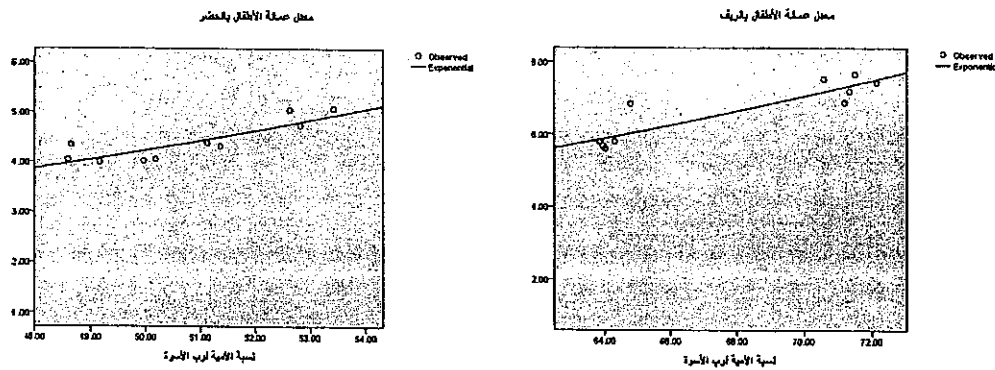 معدل عمالة الأطفال بالحضر
Observed
Exponential
6.00
5.00
4.00
3.00
2.00
1.00
48.00 49.00 50.00 51.00 52.00 53.00 54.00
نسبة الأمية لرب الأسرة
معدل عمالة الأطفال بالريف
Observed
Exponential
8.00
6.00
4.00
2.00
64.00 66.00 68.00 70.00 72.00
نسبة الأمية لرب الأسرة